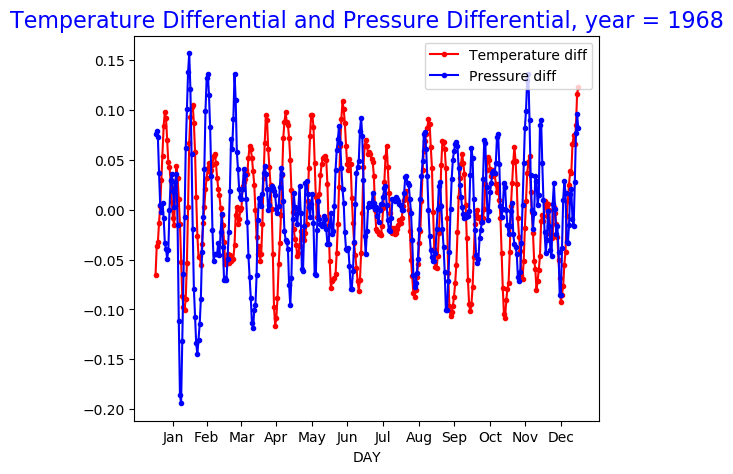 Temperature Differential and Pressure Differential, year = 1968
Temperature diff
Pressure diff
0.15
0.10
0.05
0.00
−0.05
−0.10
−0.15
−0.20
Jan Feb Mar Apr May Jun Jul Aug Sep Oct Nov Dec
DAY